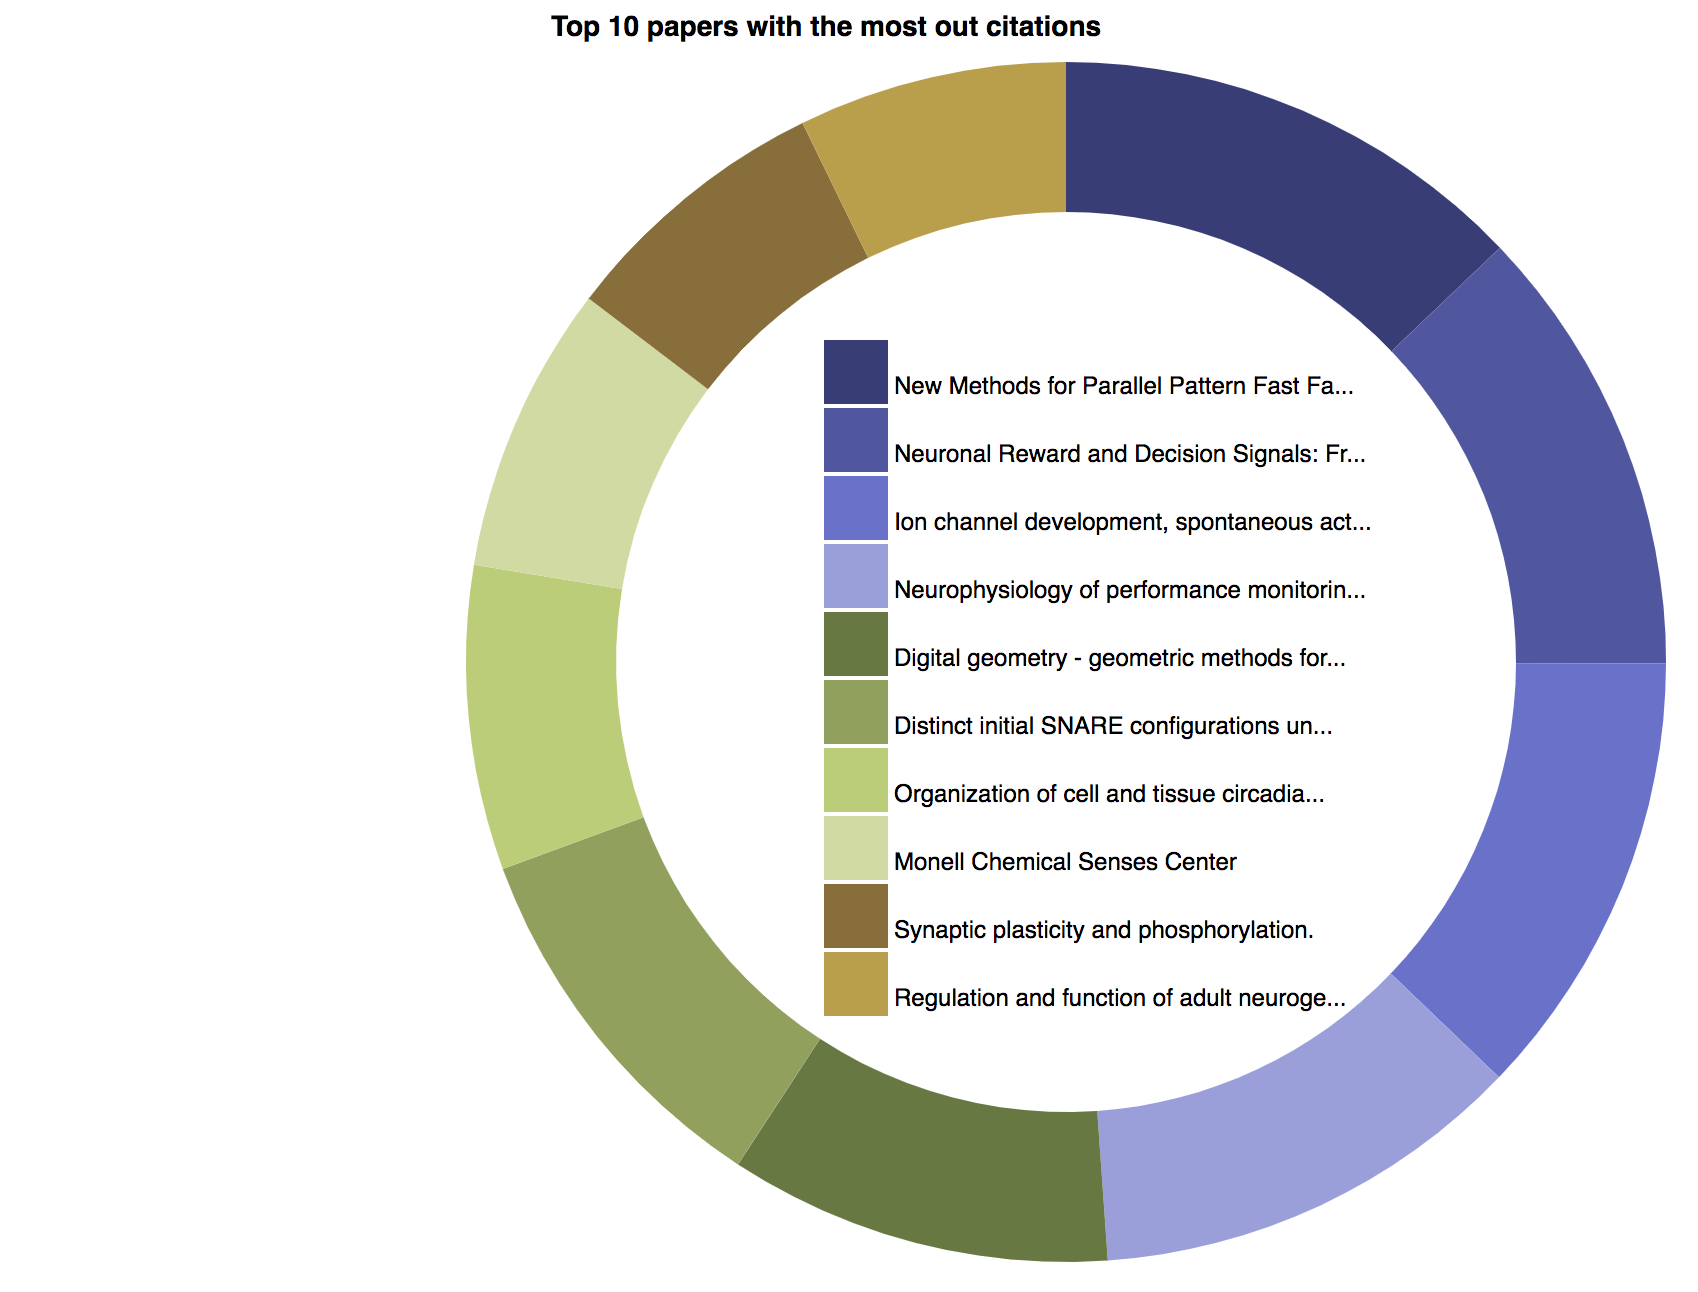 Top 10 papers with the most out citations
New Methods for Parallel Pattern Fast Fa...
Neuronal Reward and Decision Signals: Fr...
Ion channel development, spontaneous act...
Neurophysiology of performance monitorin...
Digital geometry - geometric methods for...
Distinct initial SNARE configurations un...
Organization of cell and tissue circadia...
Monell Chemical Senses Center
Synaptic plasticity and phosphorylation.
Regulation and function of adult neuroge...